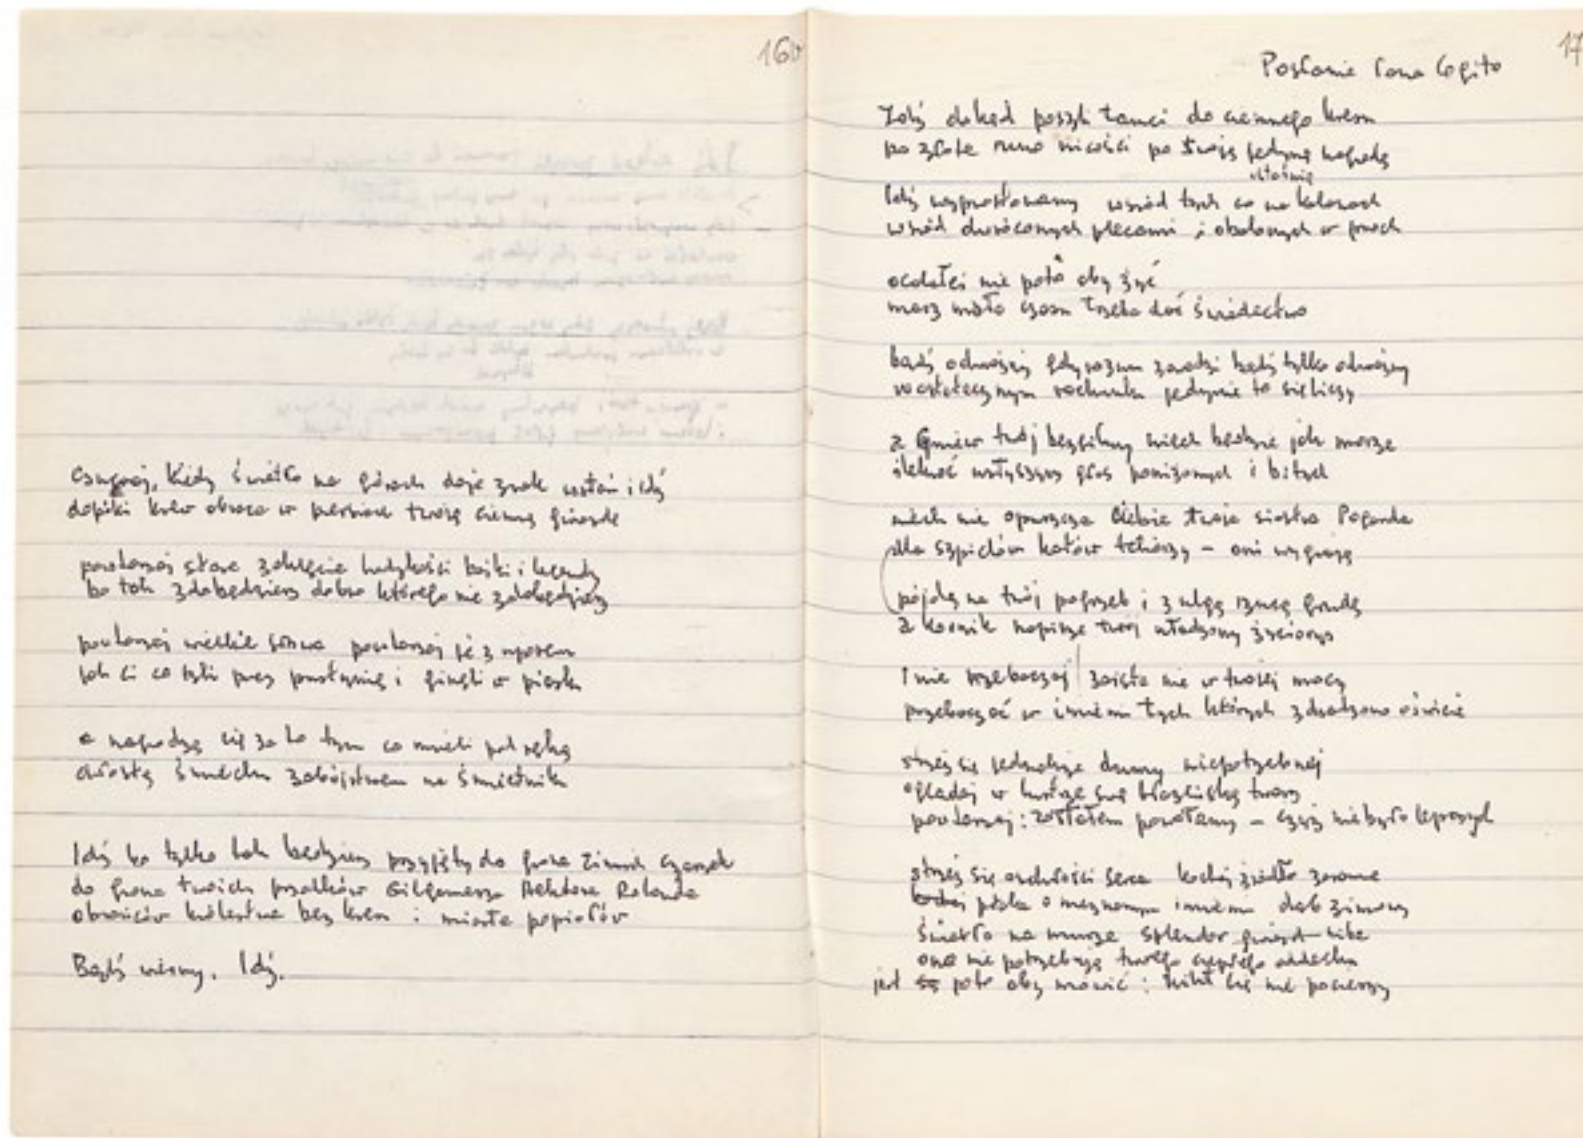 16v
czuwaj, kiedy światło na górach daje znak wstań i idź
dopóki krew obraca w piersiach twoją ciemną gwiazdę
powtarzaj stare zaklęcia ludzkości bajki i legendy
bo tak zdobędziesz dobro którego nie zdobędziesz
powtarzaj wielkie słowa powtarzaj je z uporem
jak ci co szli przez pustynię i ginęli w piasku
a nagrodzą cię za to tym co mieli pod ręką
chłostą śmiechu zabójstwem na śmietniku
Idź bo tylko tak będziesz przyjęty do grona zimnych czaszek
do grona twoich przodków Gilgamesza Hektora Rolanda
obrońców królestwa bez kresu i miasta popiołów
Bądź wierny. Idź.
17
Posłanie Pana Cogito
Idź dokąd poszli tamci do ciemnego kresu
po złote runo nicości po twoją jedyną nagrodę
ostatnią
Idź wyprostowany wśród tych co na kolanach
wśród odwróconych plecami i obalonych w proch
ocalałeś nie poto aby żyć
masz mało czasu trzeba dać świadectwo
bądź odważny gdy rozum zawodzi bądź tylko odważny
w ostatecznym rachunku jedynie to się liczy
a Gniew twój bezsilny niech będzie jak morze
ilekroć usłyszysz głos poniżonych i bitych
niech nie opuszcza Ciebie twoja siostra Pogarda
dla szpiclów katów tchórzy – oni wygrają
pójdą na twój pogrzeb i z ulgą rzucą grudę
a kornik napisze twój uładzony życiorys
I nie przebaczaj zaiste nie w twojej mocy
przebaczać w imieniu tych których zdradzono o świcie
strzeż się jednakże dumy niepotrzebnej
oglądaj w lustrze swą błazeńską twarz
powtarzaj: zostałem powołany – czyż nie było lepszych
strzeż się oschłości serca kochaj źródło zaranne
ptaka o nieznanym imieniu dąb zimowy
światło na murze splendor nieba
one nie potrzebują twego ciepłego oddechu
są poto aby mówić: nikt cię nie pocieszy